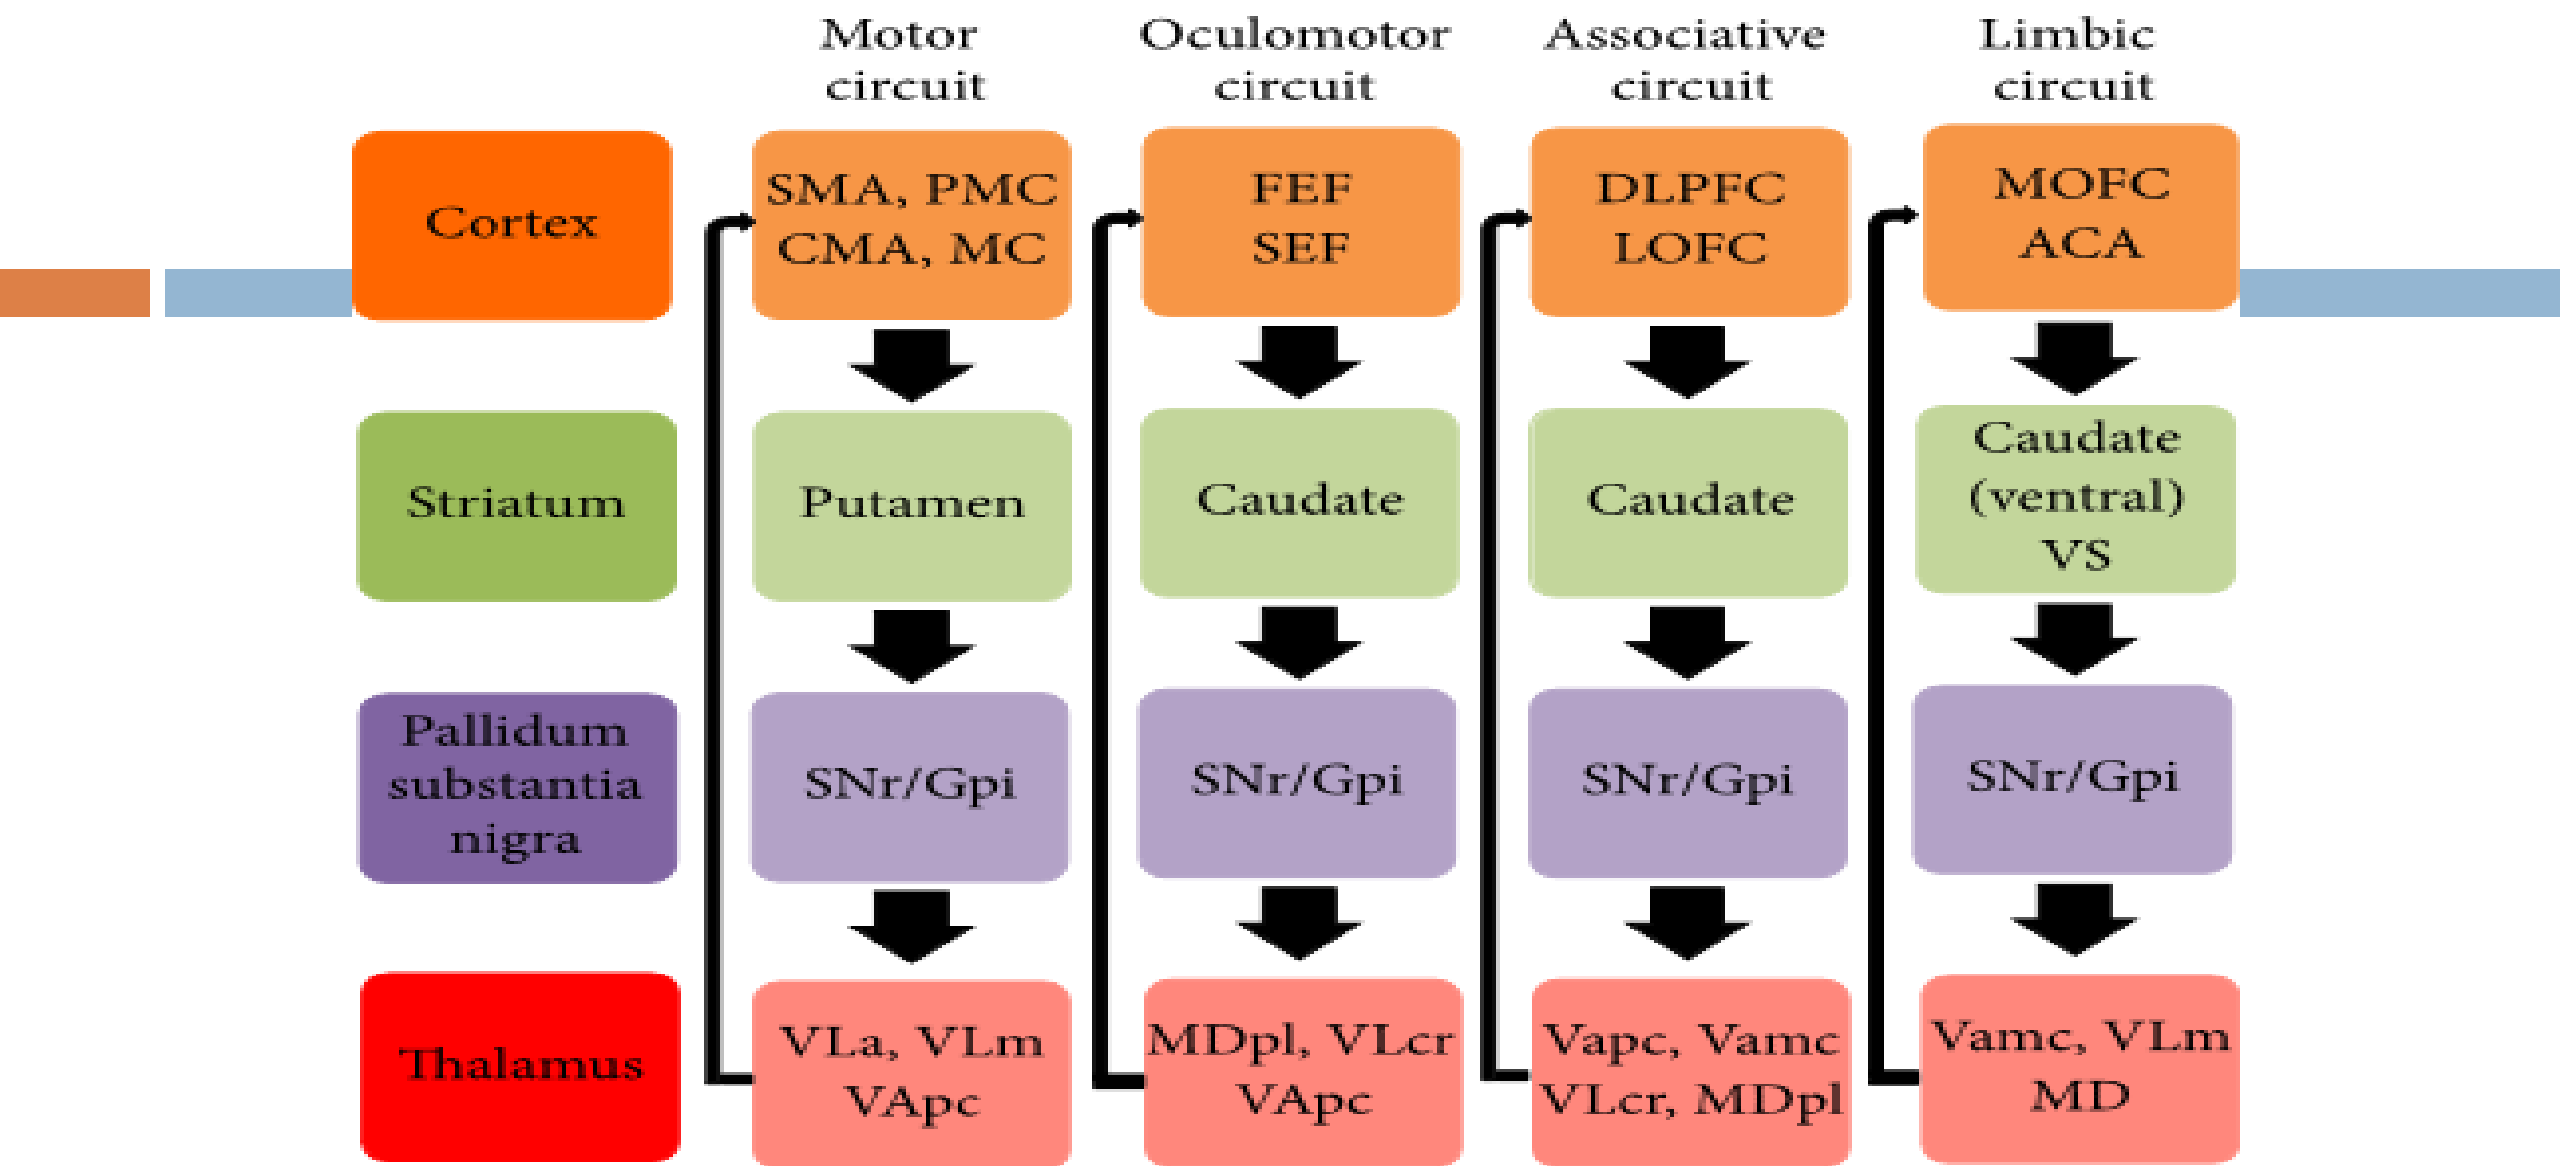 Motor
circuit
Oculomotor
circuit
Associative
circuit
Limbic
circuit
Cortex
SMA, PMC
CMA, MC
FEF
SEF
DLPFC
LOFC
MOFC
ACA
Striatum
Putamen
Caudate
Caudate
Caudate
(ventral)
VS
Pallidum
substantia
nigra
SNr/Gpi
SNr/Gpi
SNr/Gpi
SNr/Gpi
Thalamus
VLa, VLm
VApc
MDpl, VLcr
VApc
Vapc, Vamc
VLcr, MDpl
Vamc, VLm
MD